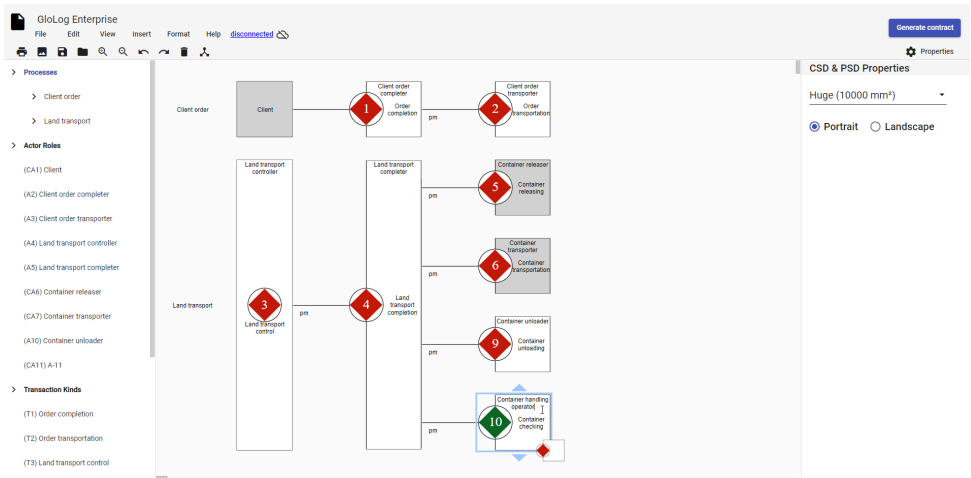 GloLog Enterprise
File Edit View Insert Format Help disconnected
Generate contract
Properties
Processes
Client order
Land transport
Actor Roles
(CA1) Client
(A2) Client order completer
(A3) Client order transporter
(A4) Land transport controller
(A5) Land transport completer
(CA6) Container releaser
(CA7) Container transporter
(A10) Container unloader
(CA11) A-11
Transaction Kinds
(T1) Order completion
(T2) Order transportation
(T3) Land transport control
Client order
Client
Client order
completer
1
Order
completion
pm
Client order
transporter
2
Order
transportation
Land transport
Land transport
controller
3
Land transport
control
pm
Land transport
completer
4
Land
transport
completion
pm
Container releaser
5
Container
releasing
pm
Container
transporter
6
Container
transportation
pm
Container unloader
9
Container
unloading
pm
Container handling
operator
10
Container
checking
CSD & PSD Properties
Huge (10000 mm²)
Portrait Landscape